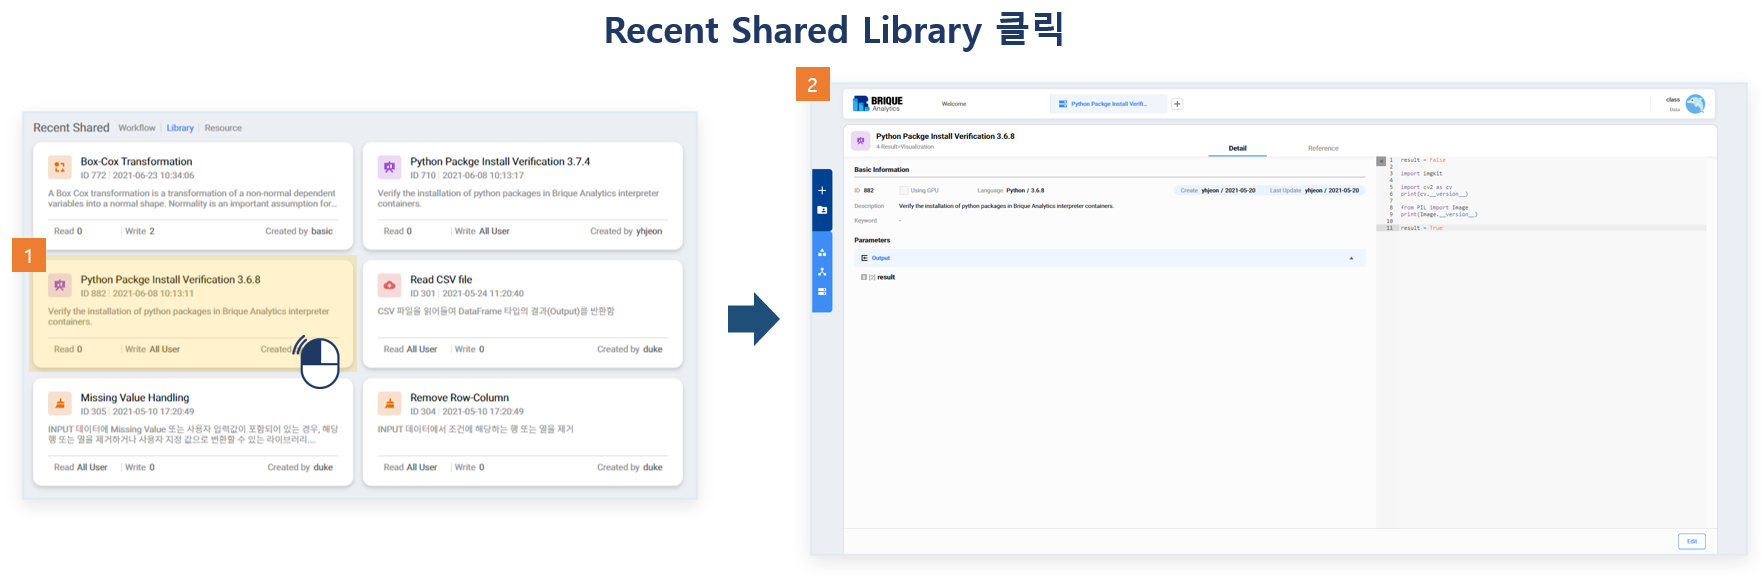 Recent Shared Library 클릭
1
Recent Shared Workflow Library Resource
Box-Cox Transformation
ID 772 2021-06-23 10:34:06
A Box Cox transformation is a transformation of a non-normal dependent
variables into a normal shape. Normality is an important assumption for...
Read 0 Write 2 Created by basic
Python Packge Install Verification 3.7.4
ID 710 2021-06-08 10:13:17
Verify the installation of python packages in Brique Analytics interpreter
containers.
Read 0 Write All User Created by yhjeon
Python Packge Install Verification 3.6.8
ID 882 2021-06-08 10:13:11
Verify the installation of python packages in Brique Analytics interpreter
containers.
Read 0 Write All User Created
Read CSV file
ID 301 2021-05-24 11:20:40
CSV 파일을 읽어들여 DataFrame 타입의 결과(Output)를 반환함
Read All User Write 0 Created by duke
Missing Value Handling
ID 305 2021-05-10 17:20:49
INPUT 데이터에 Missing Value 또는 사용자 입력값이 포함되어 있는 경우, 해당
행 또는 열을 제거하거나 사용자 지정 값으로 변환할 수 있는 라이브러리....
Read All User Write 0 Created by duke
Remove Row-Column
ID 304 2021-05-10 17:20:49
INPUT 데이터에서 조건에 해당하는 행 또는 열을 제거
Read All User Write 0 Created by duke
2
BRIQUE
Analytics
Welcome
Python Packge Install Verifi...
class
Data
Python Packge Install Verification 3.6.8
4-Result>Visualization
Detail Reference
Basic Information
ID 882 Using GPU Language Python / 3.6.8 Create yhjeon / 2021-05-20 Last Update yhjeon / 2021-05-20
Description Verify the installation of python packages in Brique Analytics interpreter containers.
Keyword -
Parameters
Output
result
1 result = False
2
3 import imgkit
4
5 import cv2 as cv
6 print(cv.__version__)
7
8 from PIL import Image
9 print(Image.__version__)
10
11 result = True
Edit